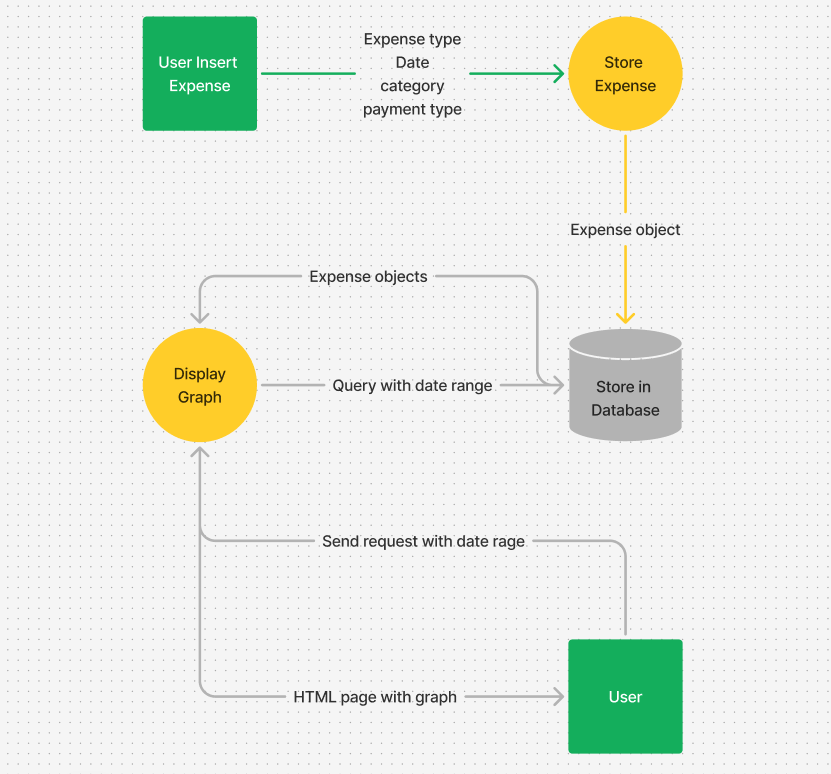 User Insert
Expense
Expense type
Date
category
payment type
Store
Expense
Expense object
Expense objects
Display
Graph
Query with date range
Store in
Database
Send request with date rage
HTML page with graph
User